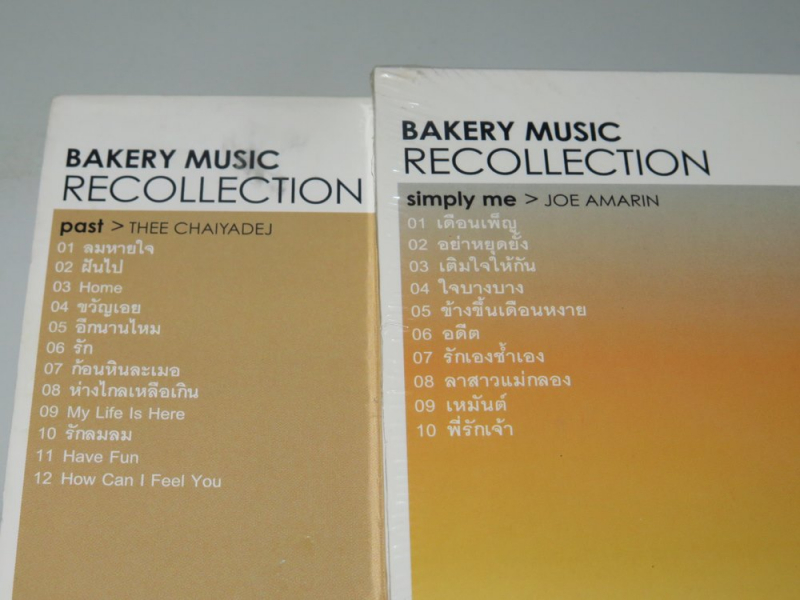 BAKERY MUSIC
RECOLLECTION
past > THEE CHAIYADEJ
01 ลมหายใจ
02 ฝันไป
03 Home
04 ขวัญเอย
05 อีกนานไหม
06 รัก
07 ก้อนหินละเมอ
08 ห่างไกลเหลือเกิน
09 My Life Is Here
10 รักลมลม
11 Have Fun
12 How Can I Feel You
BAKERY MUSIC
RECOLLECTION
simply me > JOE AMARIN
01 เดือนเพ็ญ
02 อย่าหยุดยั้ง
03 เติมใจให้กัน
04 ใจบางบาง
05 ข้างขึ้นเดือนหงาย
06 อดีต
07 รักเองช้ำเอง
08 ลาสาวแม่กลอง
09 เหมันต์
10 พี่รักเจ้า